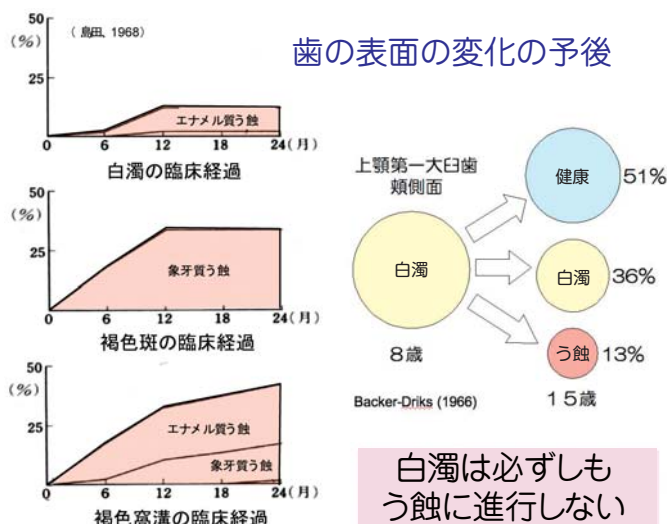 歯の表面の変化の予後
50
(%)
(島田, 1968)
25
エナメル質う蝕
0
6
12
18
24(月)
白濁の臨床経過
50
(%)
25
象牙質う蝕
0
6
12
18
24(月)
褐色斑の臨床経過
50
(%)
25
エナメル質う蝕
象牙質う蝕
0
6
12
18
24(月)
褐色窩溝の臨床経過
上顎第一大臼歯
頬側面
白濁
8歳
健康
51%
白濁
36%
う蝕
13%
15歳
Backer-Driks (1966)
白濁は必ずしも
う蝕に進行しない